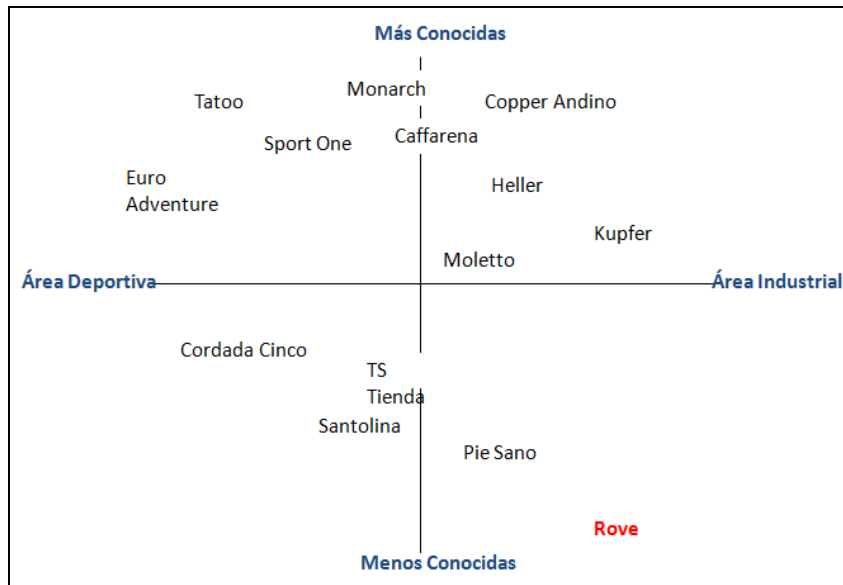 Más Conocidas
Monarch
Tatoo
Copper Andino
Caffarena
Sport One
Euro
Adventure
Heller
Kupfer
Moletto
Área Deportiva
Área Industrial
Cordada Cinco
TS
Tienda
Santolina
Pie Sano
Rove
Menos Conocidas